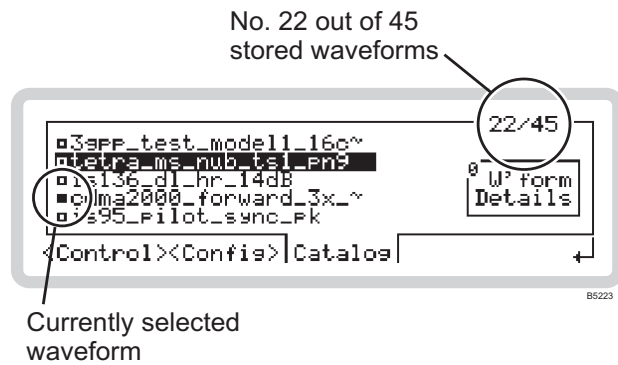 No. 22 out of 45
stored waveforms
22/45
3gpp_test_model1_16c~
tetra_ms_nub_ts1_pn9
is136_dl_hr_14dB
cdma2000_forward_3x_~
is95_pilot_sync_pk
0
W'form
Details
<Control><Config>Catalog
B5223
Currently selected
waveform